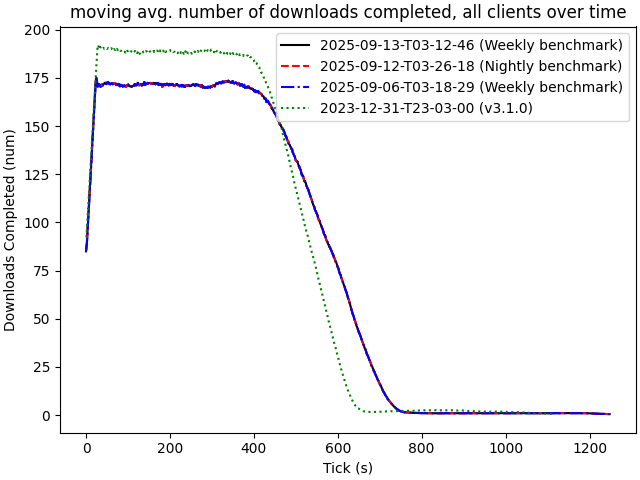 moving avg. number of downloads completed, all clients over time
200
175
150
125
100
75
50
25
0
Downloads Completed (num)
2025-09-13-T03-12-46 (Weekly benchmark)
2025-09-12-T03-26-18 (Nightly benchmark)
2025-09-06-T03-18-29 (Weekly benchmark)
2023-12-31-T23-03-00 (v3.1.0)
0 200 400 600 800 1000 1200
Tick (s)